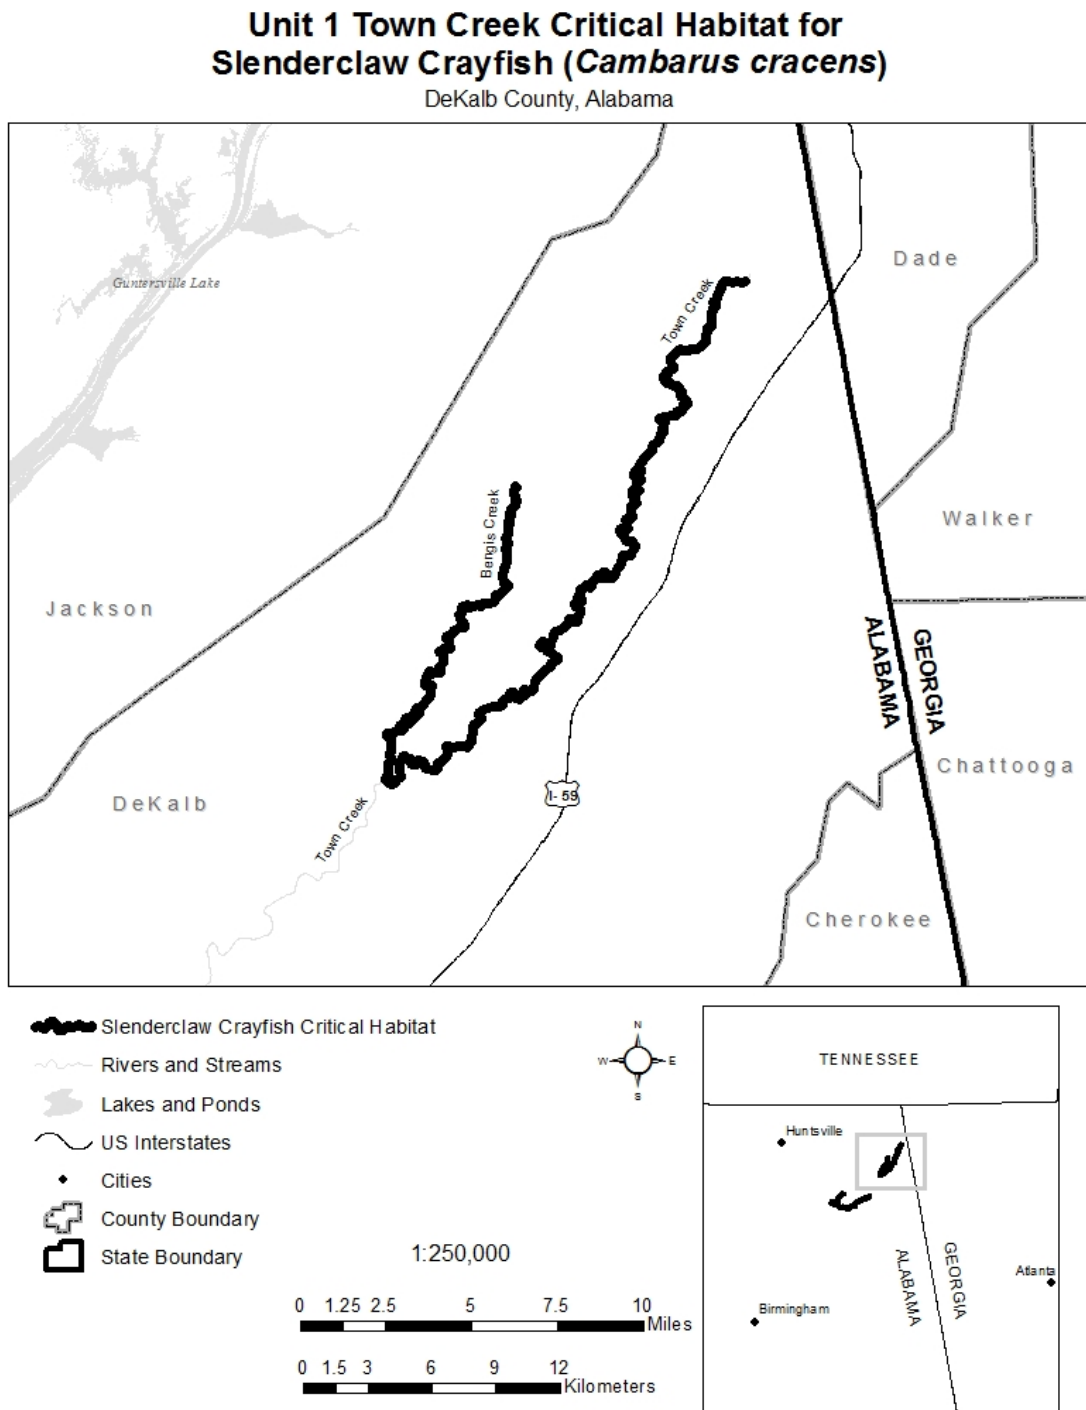 Unit 1 Town Creek Critical Habitat for
Slenderclaw Crayfish (Cambarus cracens)
DeKalb County, Alabama
Dade
Guntersville Lake
Town Creek
Bengis Creek
Walker
Jackson
ALABAMA
GEORGIA
Chattooga
DeKalb
I- 59
Town Creek
Cherokee
Slenderclaw Crayfish Critical Habitat
Rivers and Streams
Lakes and Ponds
US Interstates
Cities
County Boundary
State Boundary
N
W
E
S
1:250,000
0 1.25 2.5 5 7.5 10
Miles
0 1.5 3 6 9 12
Kilometers
TENNESSEE
Huntsville
ALABAMA
GEORGIA
Atlanta
Birmingham